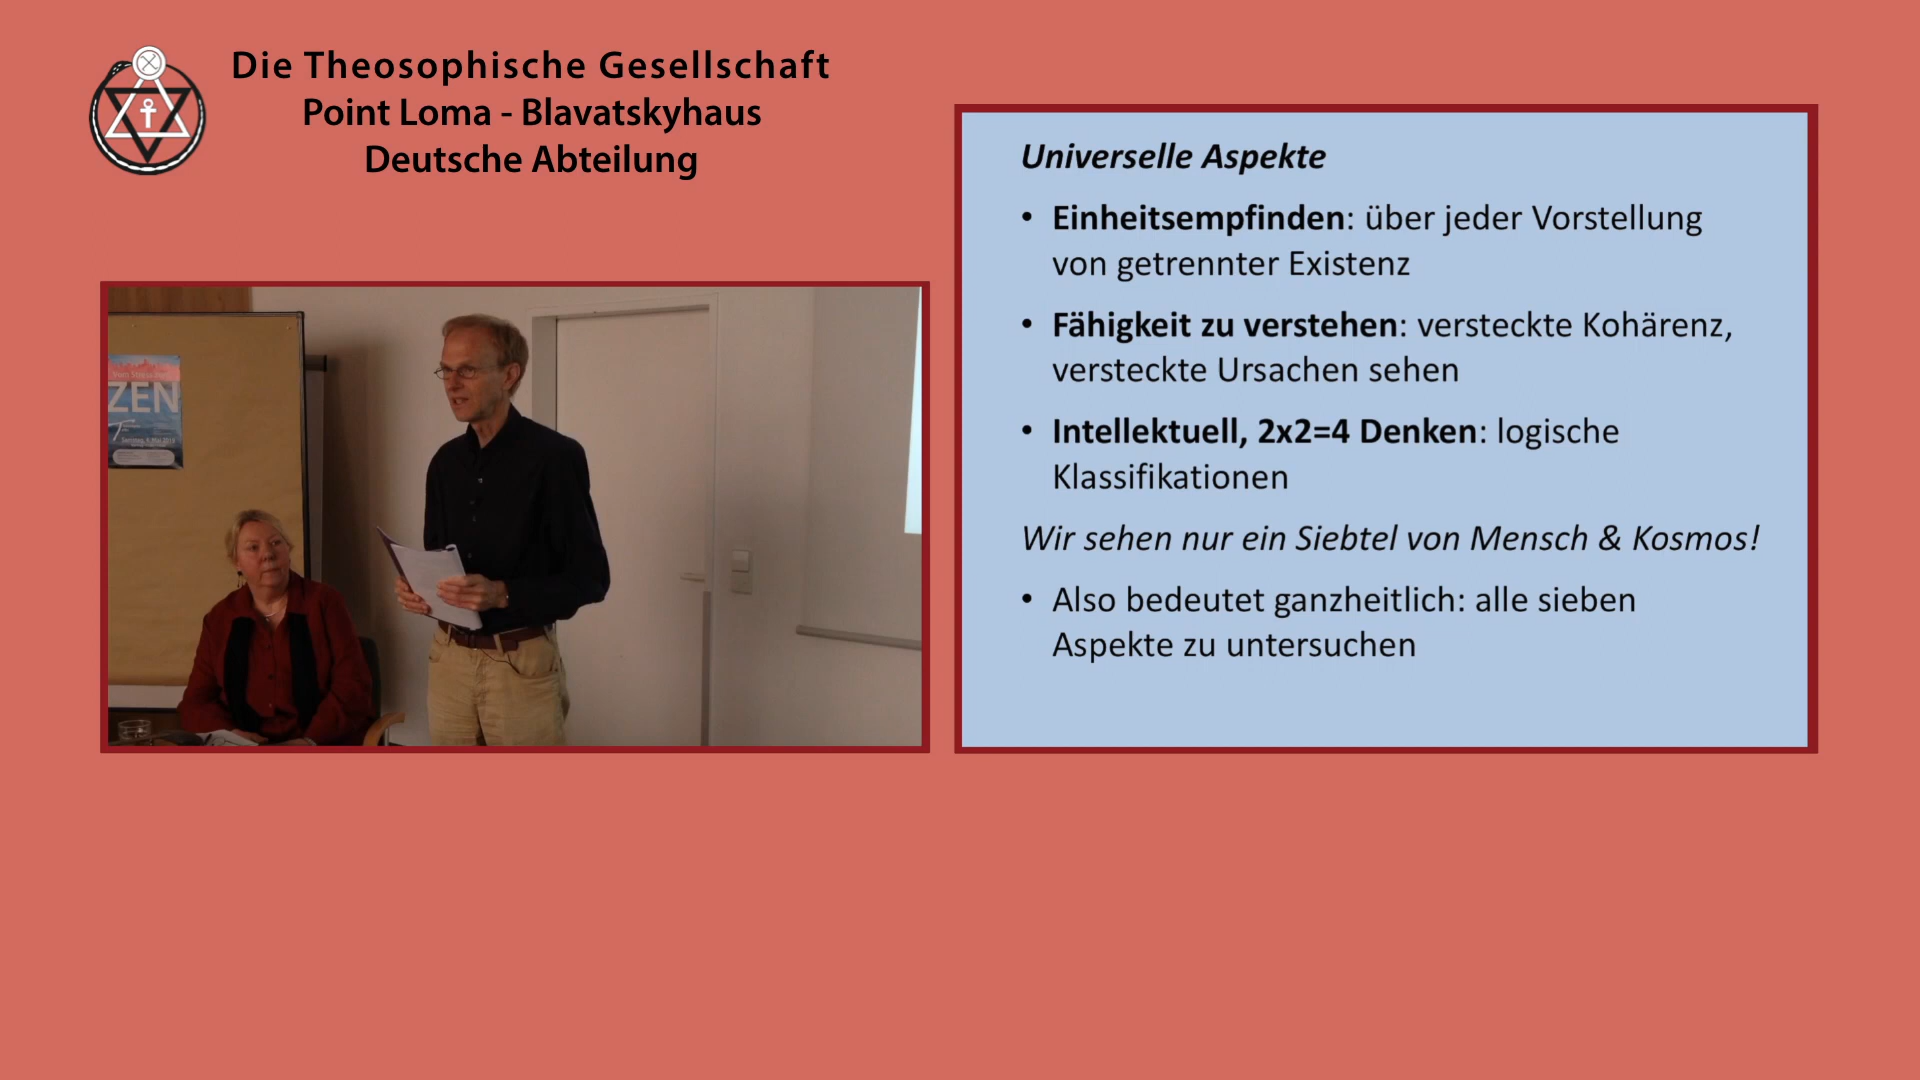 Die Theosophische Gesellschaft
Point Loma - Blavatskyhaus
Deutsche Abteilung
Universelle Aspekte
• Einheitsempfinden: über jeder Vorstellung
von getrennter Existenz
• Fähigkeit zu verstehen: versteckte Kohärenz,
versteckte Ursachen sehen
• Intellektuell, 2x2=4 Denken: logische
Klassifikationen
Wir sehen nur ein Siebtel von Mensch & Kosmos!
• Also bedeutet ganzheitlich: alle sieben
Aspekte zu untersuchen
ZEN